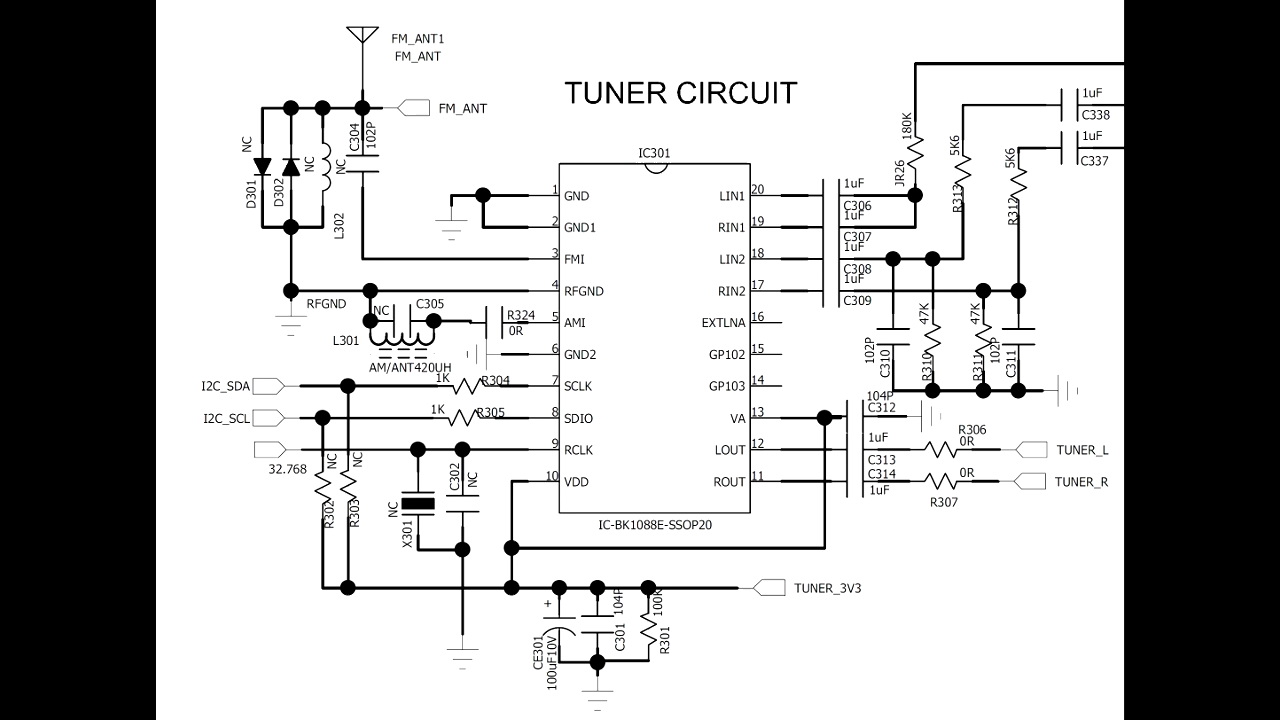 FM_ANT1
FM_ANT
TUNER CIRCUIT
FM_ANT
NC
D301
D302
NC
L302
NC
C304
102P
IC301
180K
JR26
5K6
R313
5K6
R312
1uF
C338
1uF
C337
1 GND
2 GND1
3 FMI
4 RFGND
5 AMI
6 GND2
7 SCLK
8 SDIO
9 RCLK
10 VDD
LIN1 20
RIN1 19
LIN2 18
RIN2 17
EXTLNA 16
GP102 15
GP103 14
VA 13
LOUT 12
ROUT 11
IC-BK1088E-SSOP20
1uF
C306
1uF
C307
1uF
C308
1uF
C309
RFGND
NC
C305
L301
AM/ANT420UH
R324
0R
102P
C310
47K
R310
47K
R311
102P
C311
I2C_SDA
1K
R304
I2C_SCL
1K
R305
32.768
NC
R302
NC
R303
NC
X301
C302
NC
104P
C312
1uF
C313
C314
1uF
R306
0R
TUNER_L
0R
R307
TUNER_R
TUNER_3V3
+
CE301
100uF10V
104P
C301
100K
R301